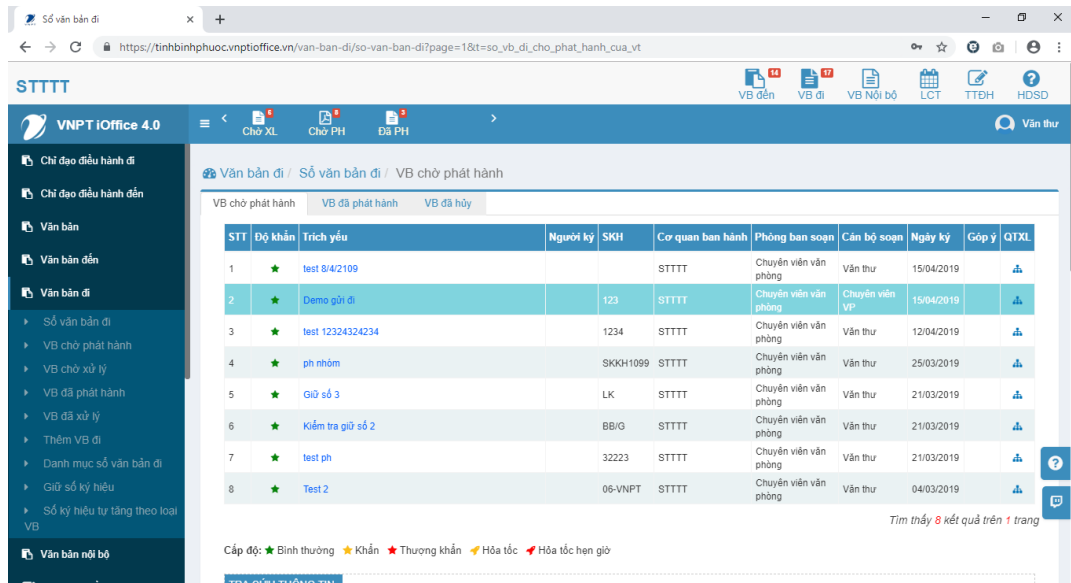 Sổ văn bản đi
https://tinhbinhphuoc.vnptioffice.vn/van-ban-di/so-van-ban-di?page=1&t=so_vb_di_cho_phat_hanh_cua_vt
STTTT
14 17
VB đến VB đi VB Nội bộ LCT TTĐH HDSD
VNPT iOffice 4.0
6 8 3
Chờ XL Chờ PH Đã PH
Văn thư
Chỉ đạo điều hành đi
Chỉ đạo điều hành đến
Văn bản
Văn bản đến
Văn bản đi
Sổ văn bản đi
VB chờ phát hành
VB chờ xử lý
VB đã phát hành
VB đã xử lý
Thêm VB đi
Danh mục sổ văn bản đi
Giữ số ký hiệu
Số ký hiệu tự tăng theo loại
VB
Văn bản nội bộ
Văn bản đi / Sổ văn bản đi / VB chờ phát hành
VB chờ phát hành VB đã phát hành VB đã hủy
STT Độ khẩn Trích yếu Người ký SKH Cơ quan ban hành Phòng ban soạn Cán bộ soạn Ngày ký Góp ý QTXL
1 test 8/4/2109 STTTT Chuyên viên văn phòng Văn thư 15/04/2019
2 Demo gửi đi 123 STTTT Chuyên viên văn phòng Chuyên viên VP 15/04/2019
3 test 12324324234 1234 STTTT Chuyên viên văn phòng Văn thư 12/04/2019
4 ph nhòm SKKH1099 STTTT Chuyên viên văn phòng Văn thư 25/03/2019
5 Giữ số 3 LK STTTT Chuyên viên văn phòng Văn thư 21/03/2019
6 Kiểm tra giữ số 2 BB/G STTTT Chuyên viên văn phòng Văn thư 21/03/2019
7 test ph 32223 STTTT Chuyên viên văn phòng Văn thư 21/03/2019
8 Test 2 06-VNPT STTTT Chuyên viên văn phòng Văn thư 04/03/2019
Tìm thấy 8 kết quả trên 1 trang
Cấp độ: Bình thường Khẩn Thượng khẩn Hỏa tốc Hỏa tốc hẹn giờ
TRA CỨU THÔNG TIN